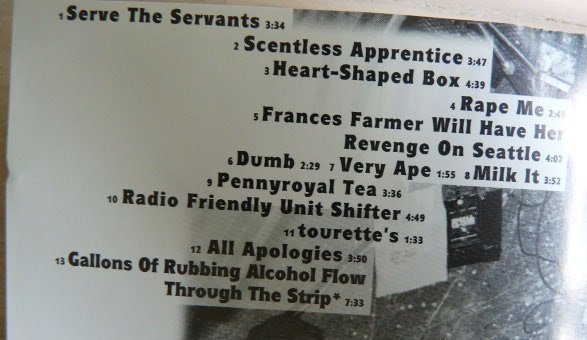 1 Serve The Servants 3:34
2 Scentless Apprentice 3:47
3 Heart-Shaped Box 4:39
4 Rape Me 2:49
5 Frances Farmer Will Have Her
Revenge On Seattle 4:07
6 Dumb 2:29 7 Very Ape 1:55 8 Milk It 3:52
9 Pennyroyal Tea 3:36
10 Radio Friendly Unit Shifter 4:49
11 tourette's 1:33
12 All Apologies 3:50
13 Gallons Of Rubbing Alcohol Flow
Through The Strip* 7:33